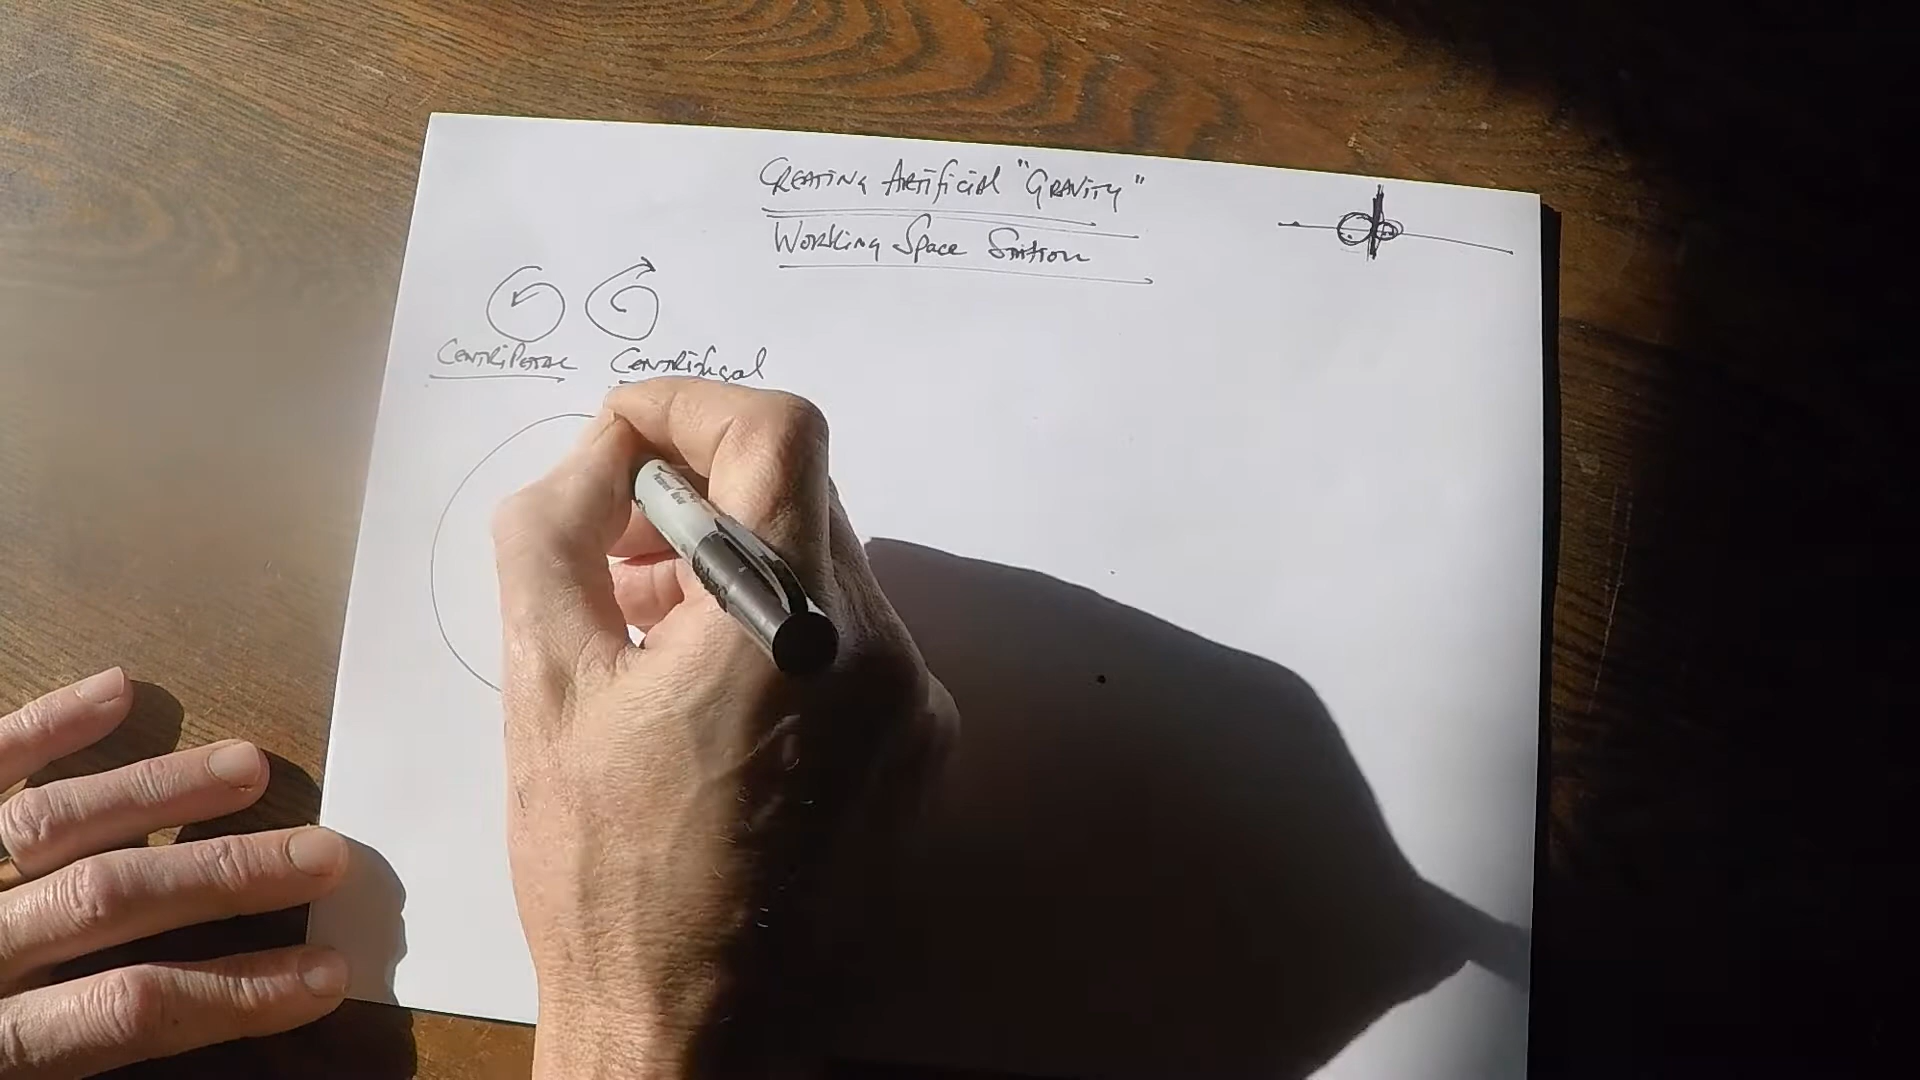 Creating Artificial "Gravity"
Working Space Station
Centripetal Centrifugal